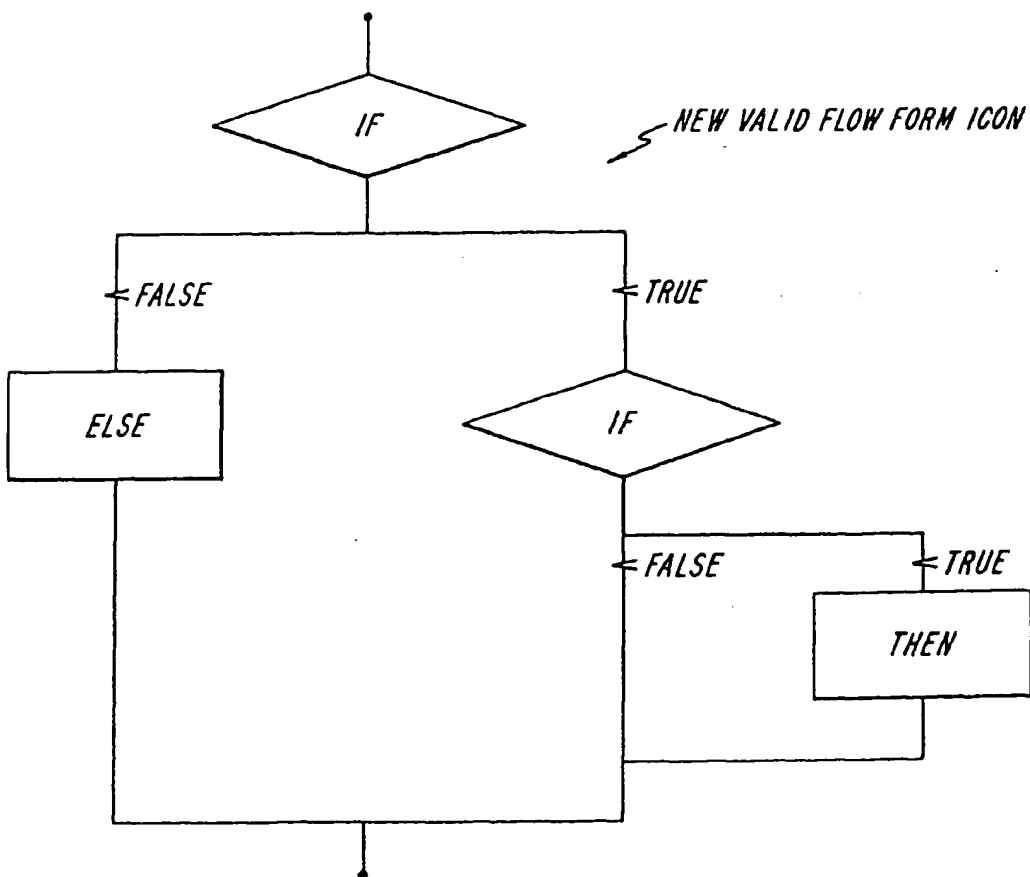 IF
NEW VALID FLOW FORM ICON
FALSE
TRUE
ELSE
IF
FALSE
TRUE
THEN